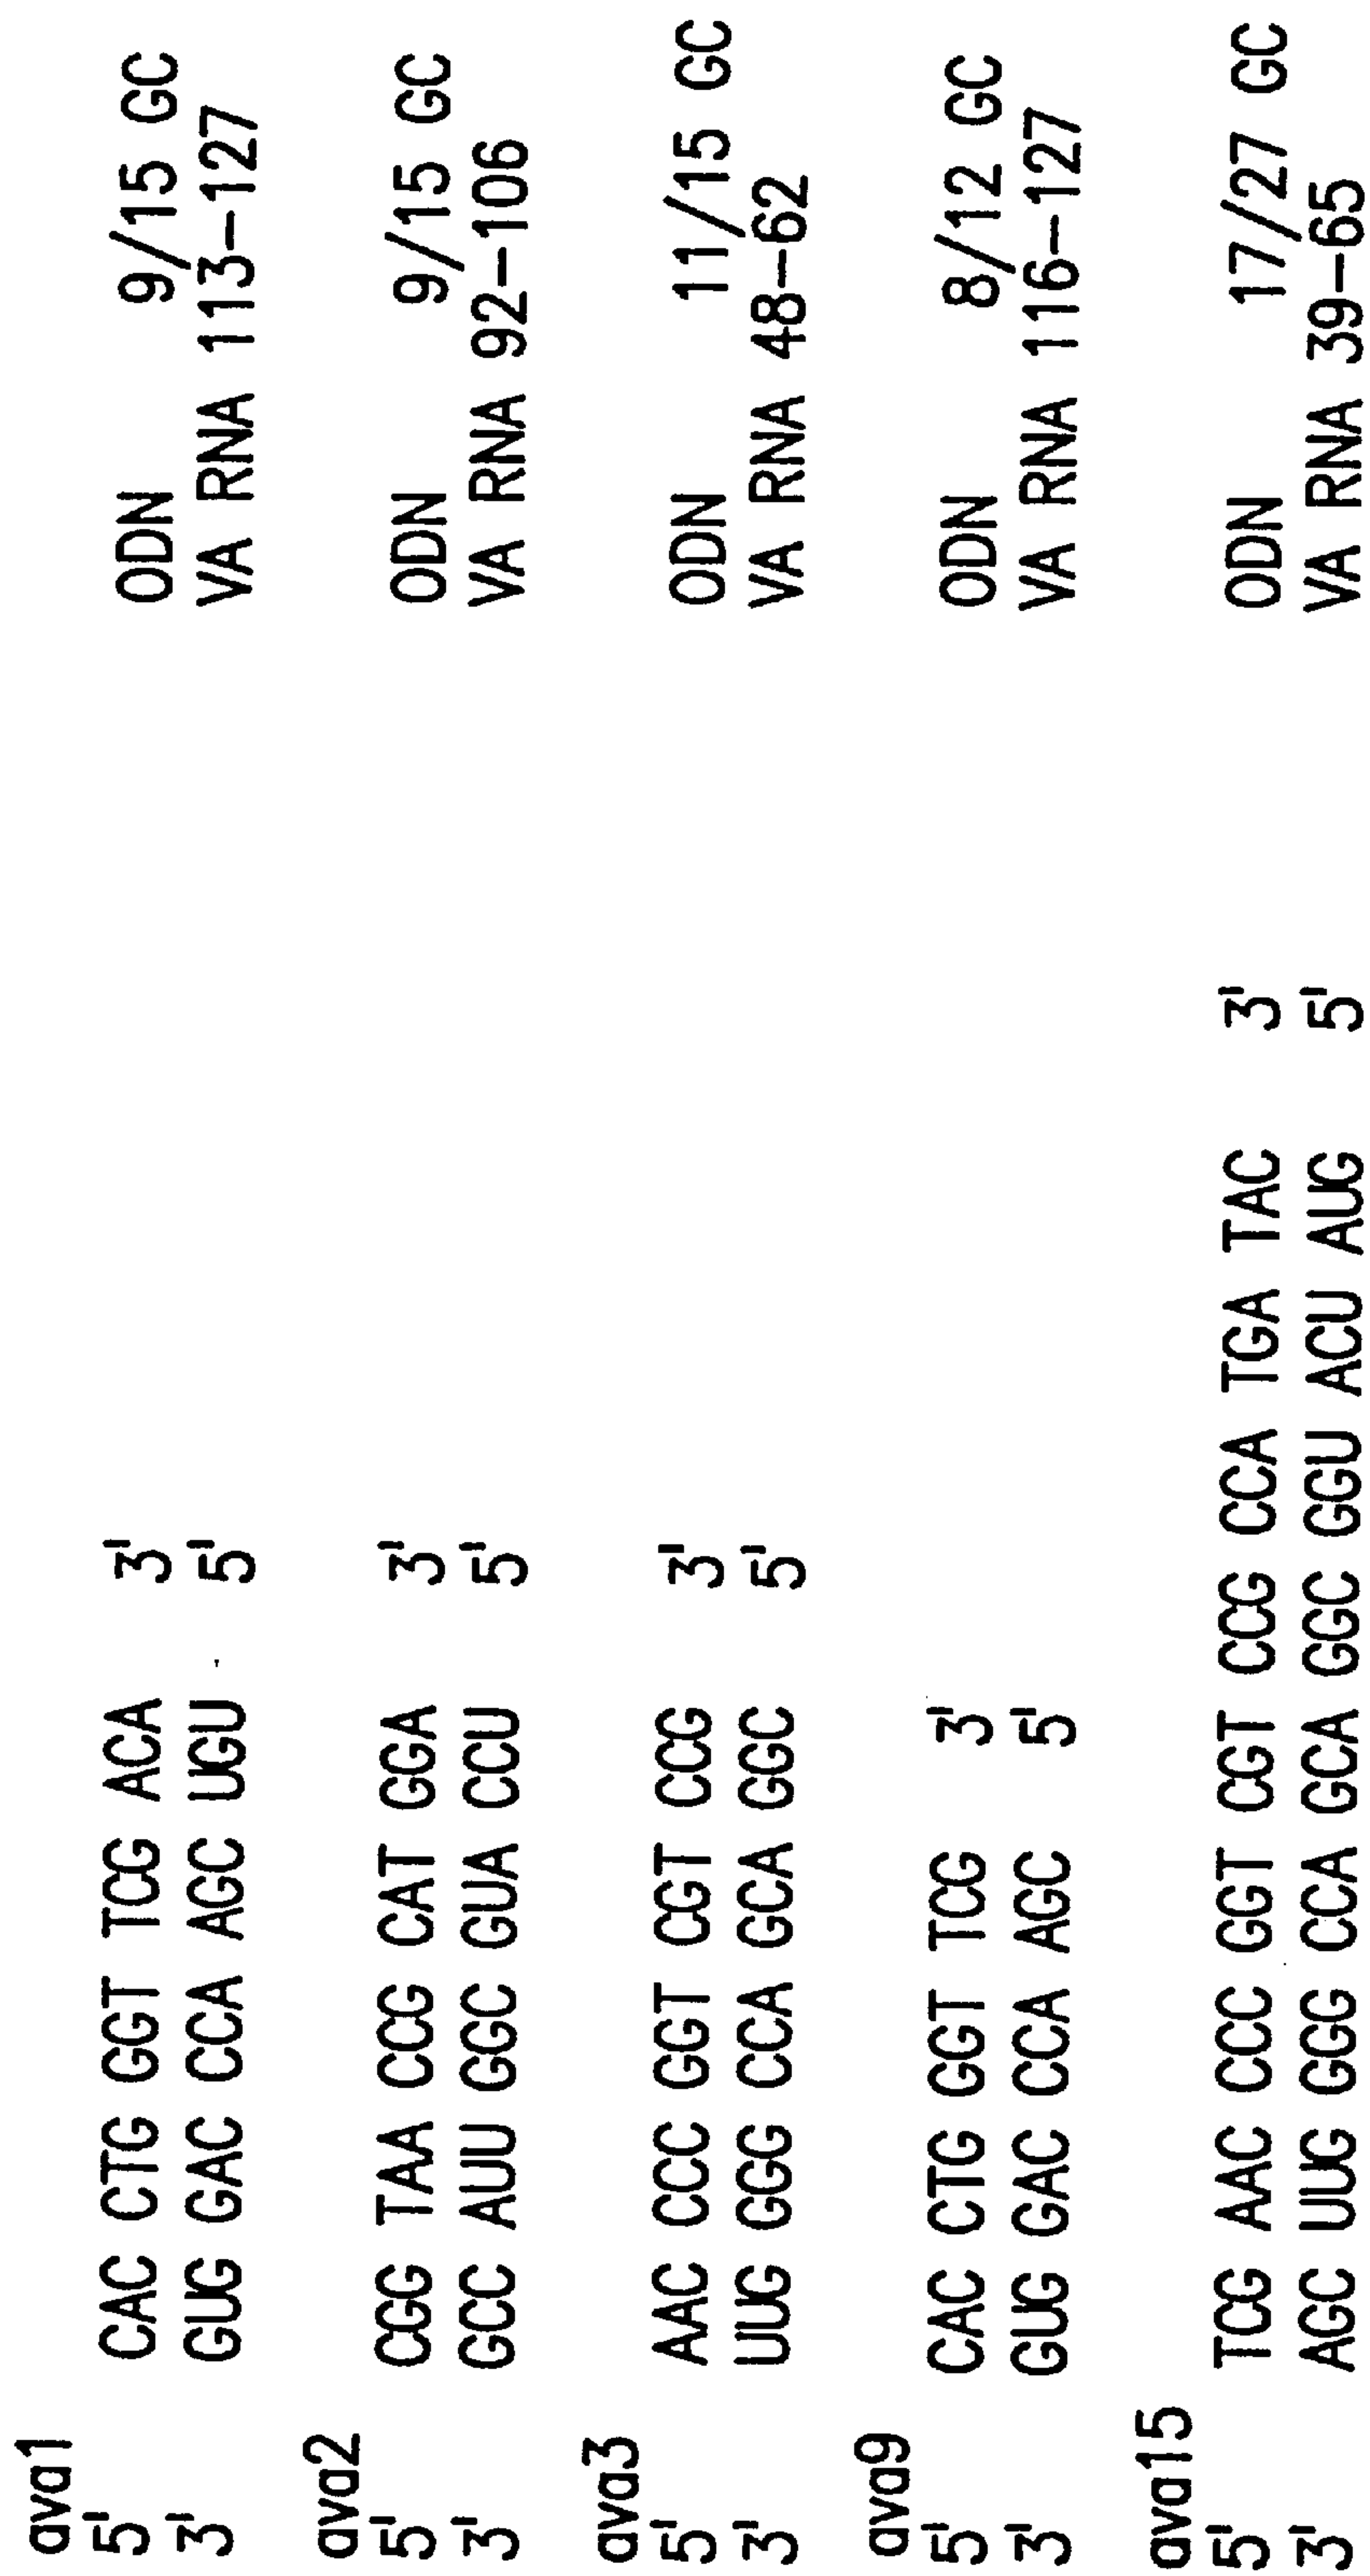 ava1
5' CAC CTG GGT TCG ACA 3' ODN 9/15 GC
3' GUG GAC CCA AGC UGU 5' VA RNA 113-127
ava2
5' CGG TAA CCG CAT GGA 3' ODN 9/15 GC
3' GCC AUU GGC GUA CCU 5' VA RNA 92-106
ava3
5' AAC CCC GGT CGT CCG 3' ODN 11/15 GC
3' UUG GGG CCA GCA GGC 5' VA RNA 48-62
ava9
5' CAC CTG GGT TCG 3' ODN 8/12 GC
3' GUG GAC CCA AGC 5' VA RNA 116-127
ava15
5' TCG AAC CCC GGT CGT CCG CCA TGA TAC 3' ODN 17/27 GC
3' AGC UUG GGG CCA GCA GGC GGU ACU AUG 5' VA RNA 39-65